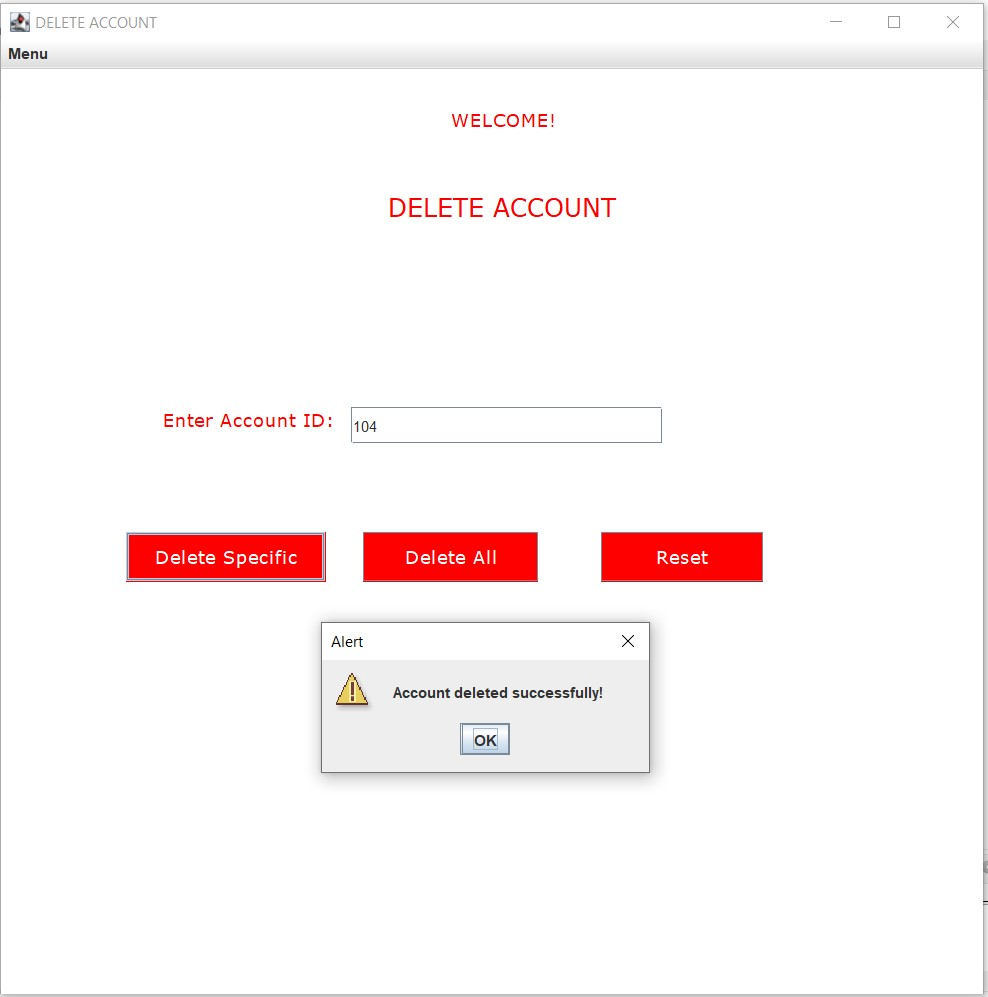 DELETE ACCOUNT
Menu
WELCOME!
DELETE ACCOUNT
Enter Account ID: 104
Delete Specific Delete All Reset
Alert
Account deleted successfully!
OK